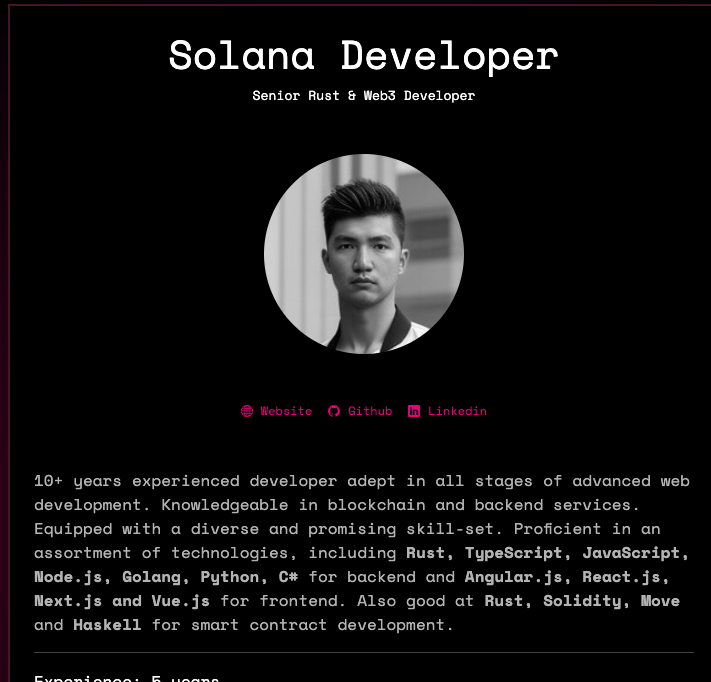 Solana Developer
Senior Rust & Web3 Developer
Website Github Linkedin
10+ years experienced developer adept in all stages of advanced web
development. Knowledgeable in blockchain and backend services.
Equipped with a diverse and promising skill-set. Proficient in an
assortment of technologies, including Rust, TypeScript, JavaScript,
Node.js, Golang, Python, C# for backend and Angular.js, React.js,
Next.js and Vue.js for frontend. Also good at Rust, Solidity, Move
and Haskell for smart contract development.
Experience: 5 years